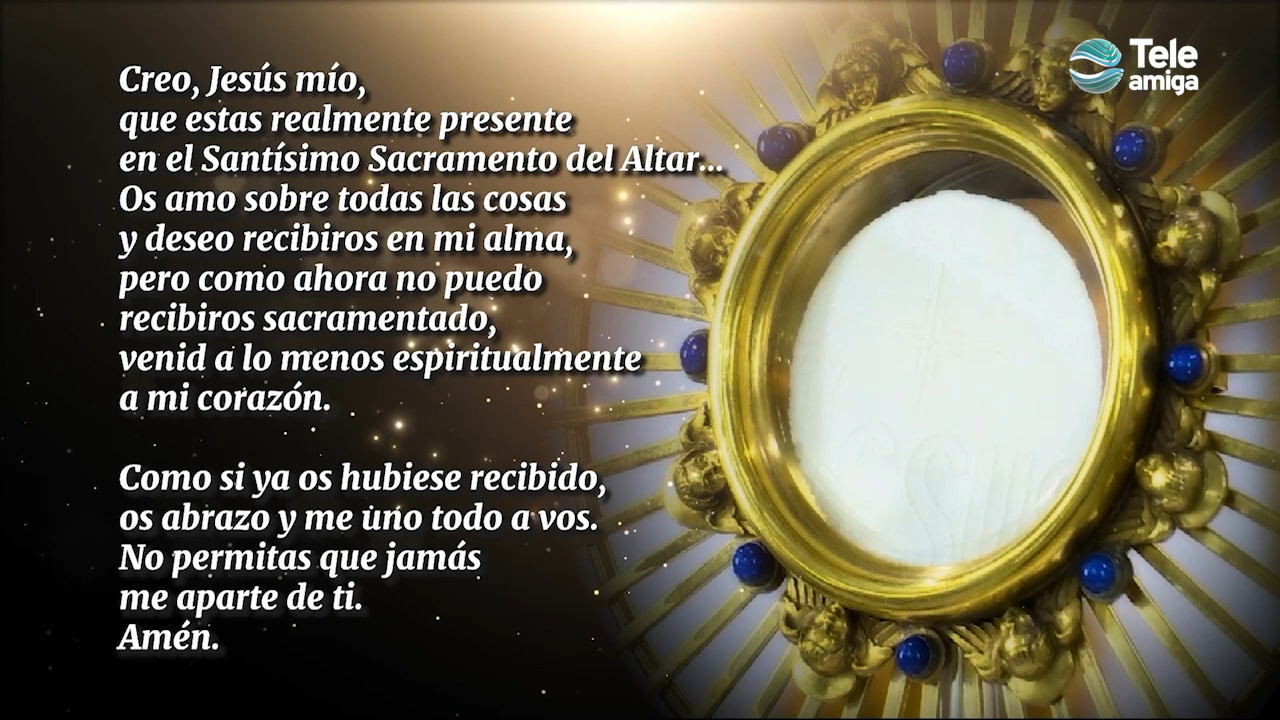 Creo, Jesús mío,
que estas realmente presente
en el Santísimo Sacramento del Altar...
Os amo sobre todas las cosas
y deseo recibiros en mi alma,
pero como ahora no puedo
recibiros sacramentado,
venid a lo menos espiritualmente
a mi corazón.
Como si ya os hubiese recibido,
os abrazo y me uno todo a vos.
No permitas que jamás
me aparte de ti.
Amén.
Tele
amiga